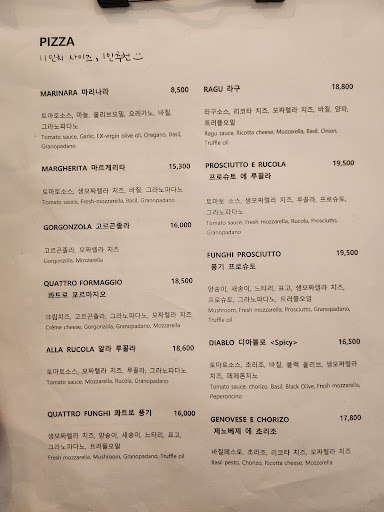 PIZZA
11인치 사이즈, 1인추천
MARINARA 마리나라 8,500
토마토소스, 마늘, 올리브오일, 오레가노, 바질,
그라노파다노
Tomato sauce, Garlic, EX-virgin olive oil, Oregano, Basil,
Granopadano
MARGHERITA 마르게리타 15,300
토마토소스, 생모짜렐라 치즈, 바질, 그라노파다노
Tomato sauce, Fresh mozzarella, Basil, Granopadano
GORGONZOLA 고르곤졸라 16,000
고르곤졸라, 모짜렐라 치즈
Gorgonzola, Mozzarella
QUATTRO FORMAGGIO 18,500
콰트로 포르마지오
크림치즈, 고르곤졸라, 그라노파다노, 모짜렐라 치즈
Crème cheese, Gorgonzola, Granopadano, Mozzarella
ALLA RUCOLA 알라 루꼴라 18,600
토마토소스, 모짜렐라 치즈, 루꼴라, 그라노파다노
Tomato sauce, Mozzarella, Rucola, Granopadano
QUATTRO FUNGHI 콰트로 풍기 16,000
생모짜렐라 치즈, 양송이, 새송이, 느타리, 표고,
그라노파다노, 트러플오일
Fresh mozzarella, Mushroom, Granopadano, Truffle oil
RAGU 라구 18,800
라구소스, 리코타 치즈, 모짜렐라 치즈, 바질, 양파,
트러플오일
Ragu sauce, Ricotta cheese, Mozzarella, Basil, Onion,
Truffle oil
PROSCIUTTO E RUCOLA 19,500
프로슈토 에 루꼴라
토마토 소스, 생모짜렐라 치즈, 루꼴라, 프로슈토,
그라노파다노
Tomato sauce, Fresh mozzarella, Rucola, Prosciutto,
Granopadano
FUNGHI PROSCIUTTO 19,500
풍기 프로슈토
양송이, 새송이, 느타리, 표고, 생모짜렐라 치즈,
프로슈토, 그라노파다노, 트러플오일
Mushroom, Fresh mozzarella, Prosciutto, Granopadano,
Truffle oil
DIABLO 디아블로 <Spicy> 16,500
토마토소스, 초리조, 바질, 블랙 올리브, 생모짜렐라
치즈, 페페론치노
Tomato sauce, chorizo, Basil, Black Olive, Fresh mozzarella,
Peperoncino
GENOVESE E CHORIZO 17,800
제노베제 에 초리조
바질페스토, 초리조, 리코타 치즈, 모짜렐라 치즈
Basil pesto, Chorizo, Ricotta cheese, Mozzarella